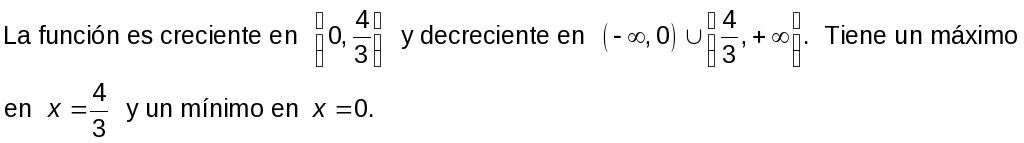 La función es creciente en (0, 4/3) y decreciente en (-∞, 0) ∪ (4/3, +∞). Tiene un máximo
en x = 4/3 y un mínimo en x = 0.